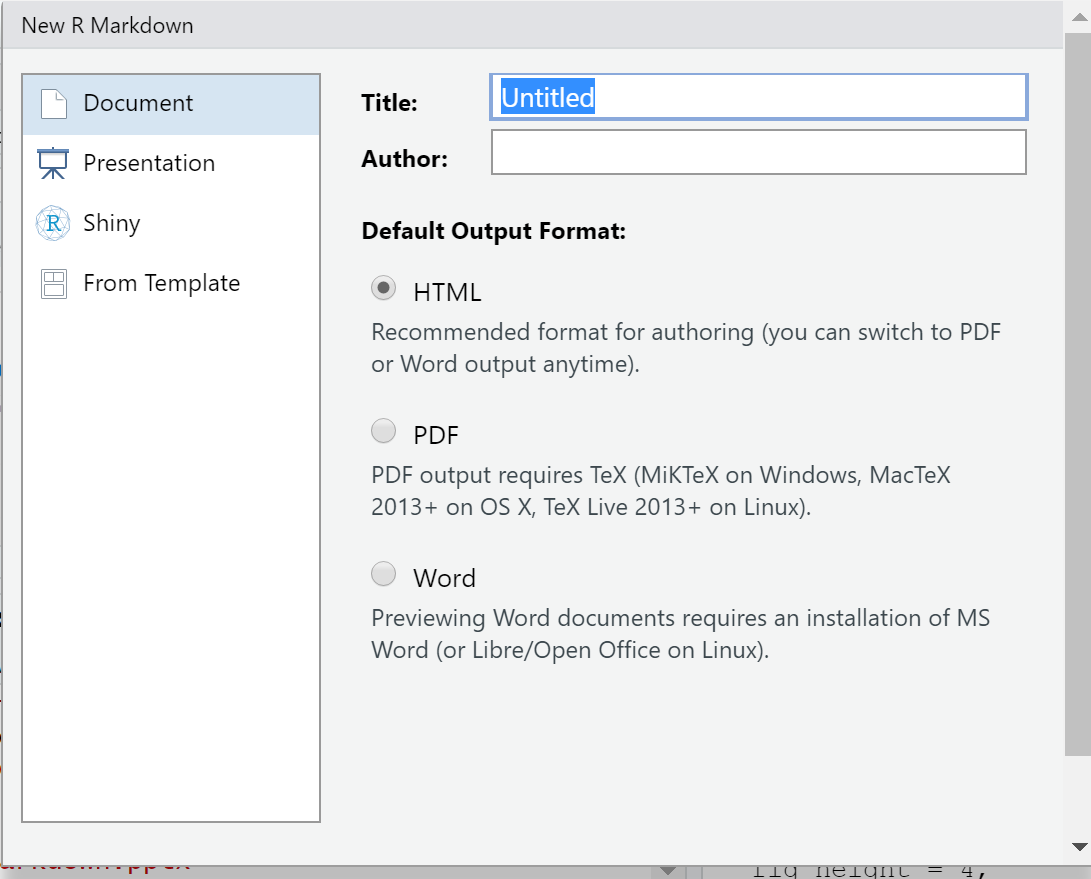 New R Markdown
Document
Presentation
R
Shiny
From Template
Title:
Untitled
Author:
Default Output Format:
HTML
Recommended format for authoring (you can switch to PDF
or Word output anytime).
PDF
PDF output requires TeX (MiKTeX on Windows, MacTeX
2013+ on OS X, TeX Live 2013+ on Linux).
Word
Previewing Word documents requires an installation of MS
Word (or Libre/Open Office on Linux).
fig_height = 4,